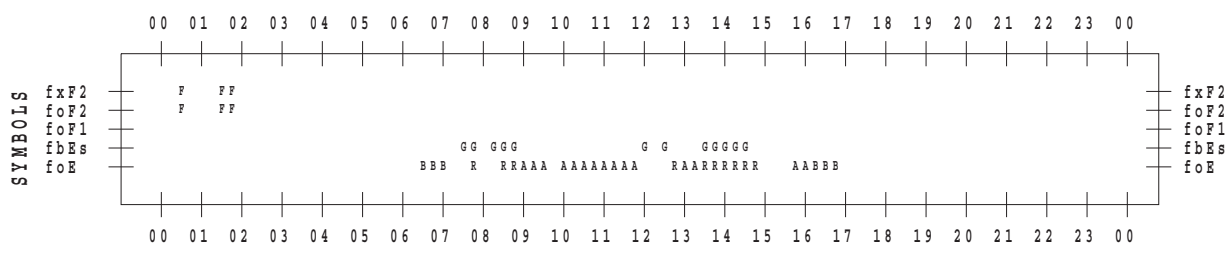 00 01 02 03 04 05 06 07 08 09 10 11 12 13 14 15 16 17 18 19 20 21 22 23 00
SYMBOLS
fxF2 F FF fxF2
foF2 F FF foF2
foF1 foF1
fbEs GG GGG G G GGGGG fbEs
foE BBB R RRAAA AAAAAAAA RAARRRRRR AABBB foE
00 01 02 03 04 05 06 07 08 09 10 11 12 13 14 15 16 17 18 19 20 21 22 23 00